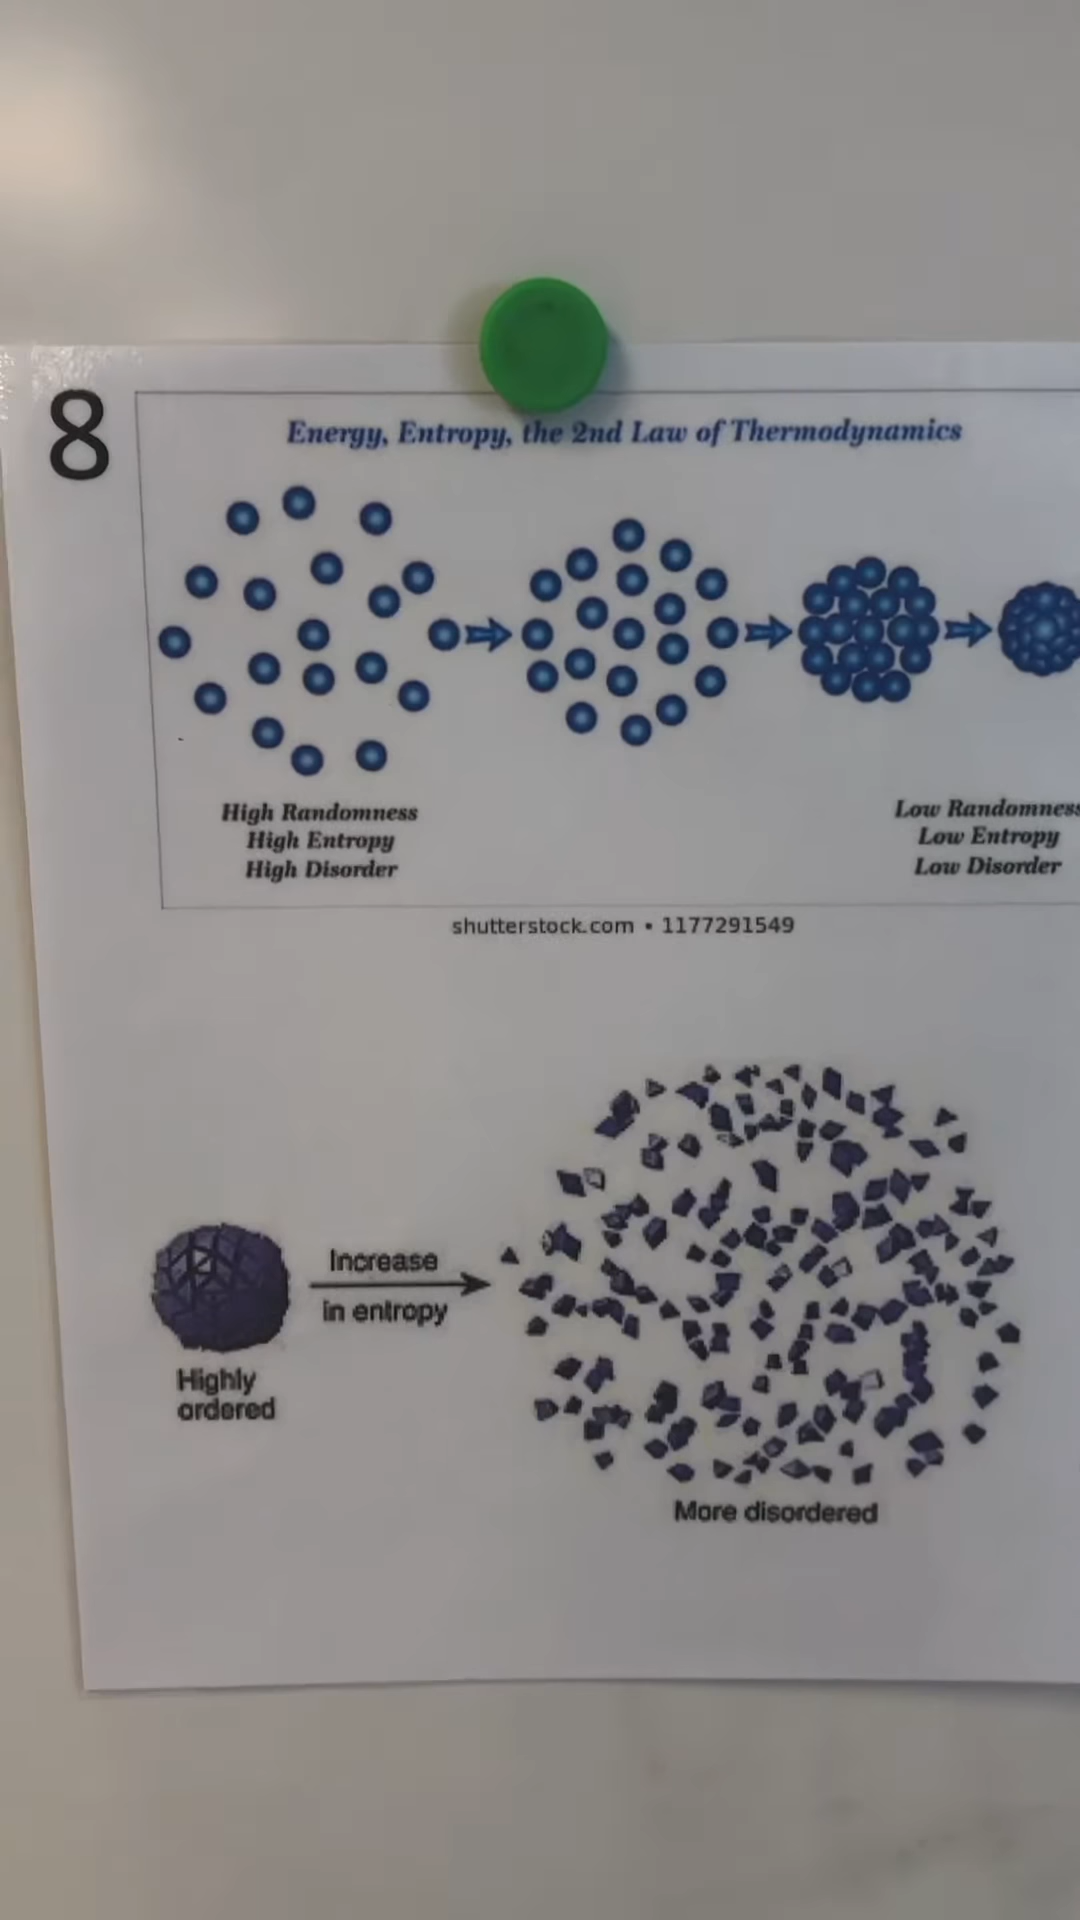 8
Energy, Entropy, the 2nd Law of Thermodynamics
High Randomness
High Entropy
High Disorder
Low Randomness
Low Entropy
Low Disorder
shutterstock.com • 1177291549
Increase
in entropy
Highly
ordered
More disordered